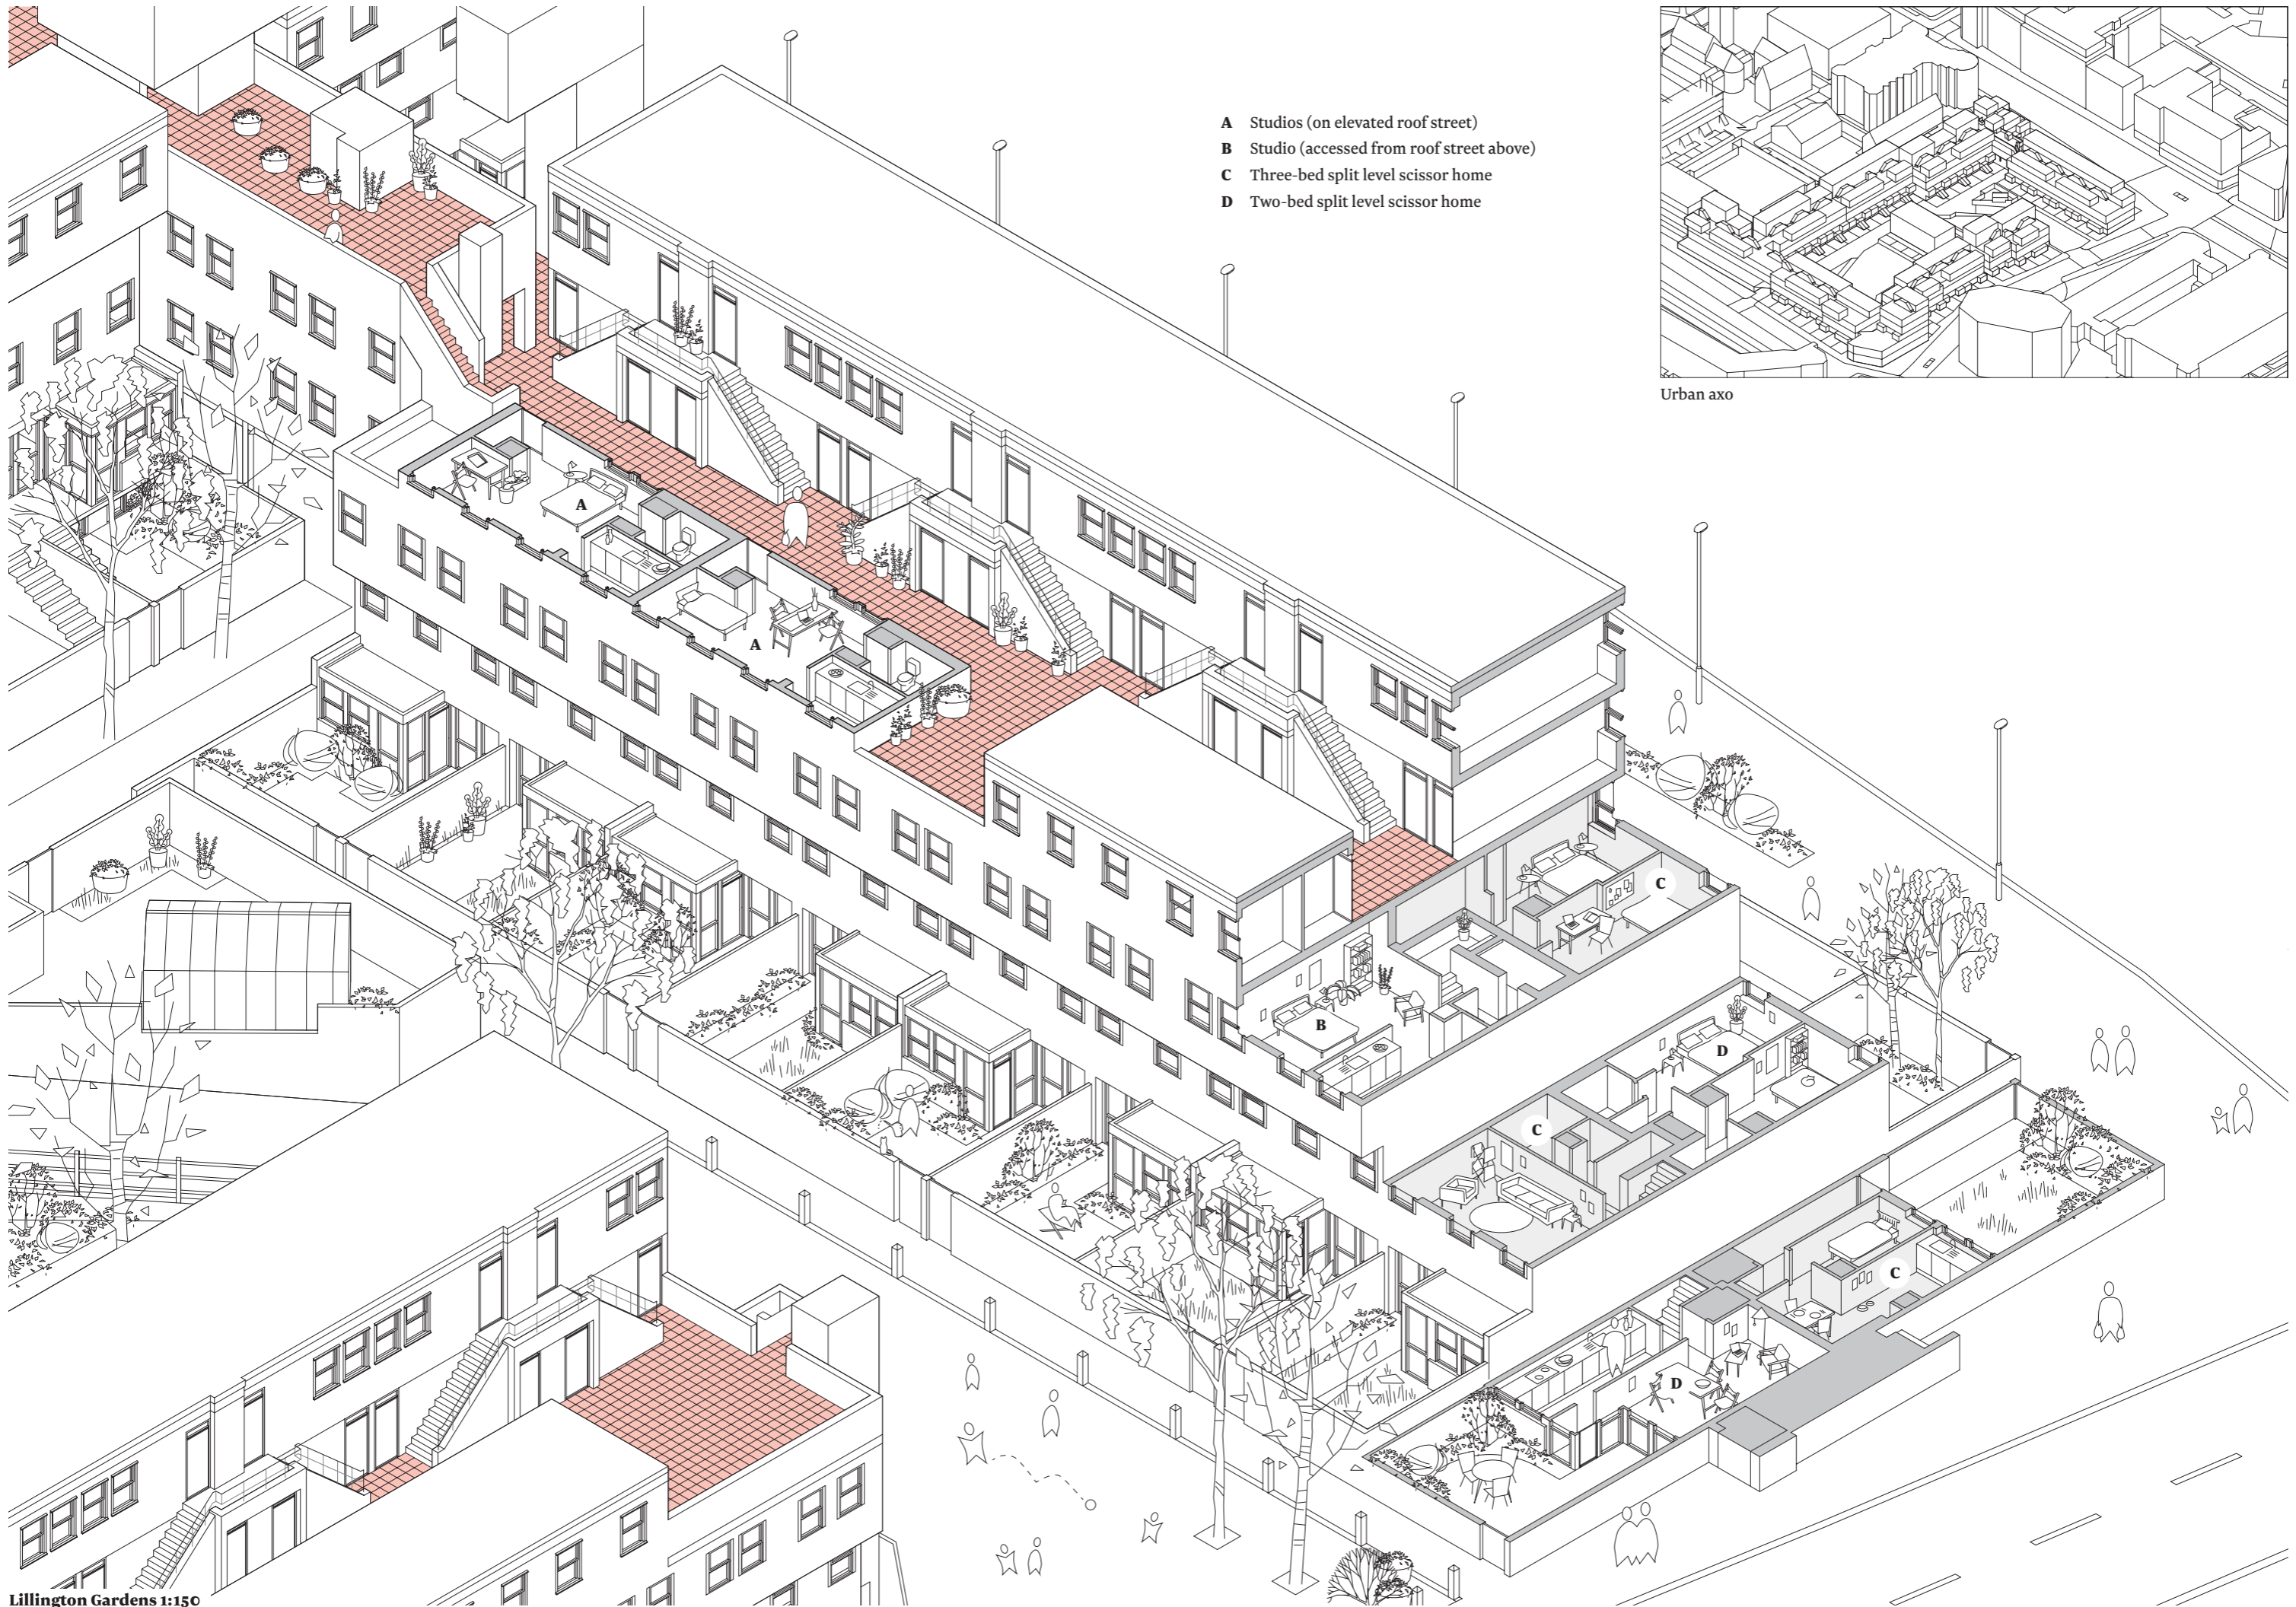 A Studios (on elevated roof street)
B Studio (accessed from roof street above)
C Three-bed split level scissor home
D Two-bed split level scissor home
Urban axo
A
A
C
B
D
C
C
D
Lillington Gardens 1:150